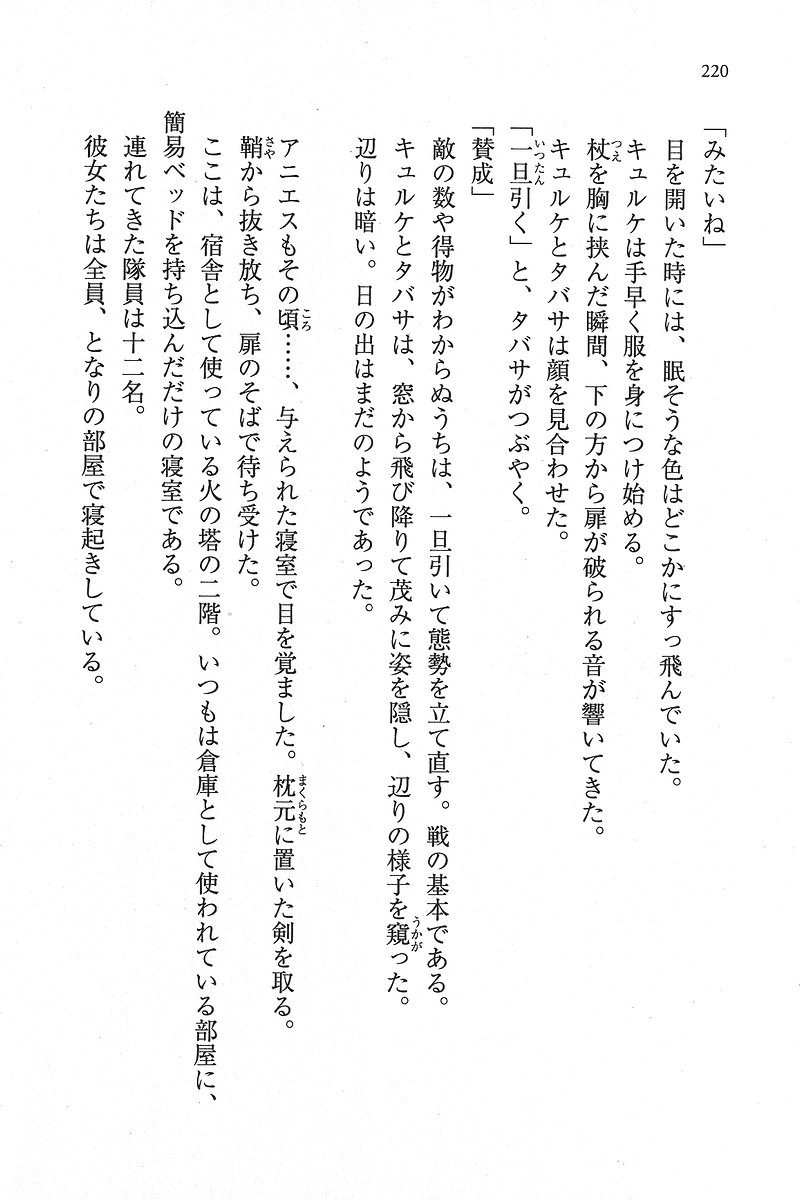 220
「みたいね」
目を開いた時には、眠そうな色はどこかにすっ飛んでいた。
キュルケは手早く服を身につけ始める。
杖を胸に挟んだ瞬間、下の方から扉が破られる音が響いてきた。
キュルケとタバサは顔を見合わせた。
「一旦引く」と、タバサがつぶやく。
「賛成」
敵の数や得物がわからぬうちは、一旦引いて態勢を立て直す。戦の基本である。
キュルケとタバサは、窓から飛び降りて茂みに姿を隠し、辺りの様子を窺った。
辺りは暗い。日の出はまだのようであった。
アニエスもその頃……、与えられた寝室で目を覚ました。枕元に置いた剣を取る。
鞘から抜き放ち、扉のそばで待ち受けた。
ここは、宿舎として使っている火の塔の二階。いつもは倉庫として使われている部屋に、
簡易ベッドを持ち込んだだけの寝室である。
連れてきた隊員は十二名。
彼女たちは全員、となりの部屋で寝起きしている。